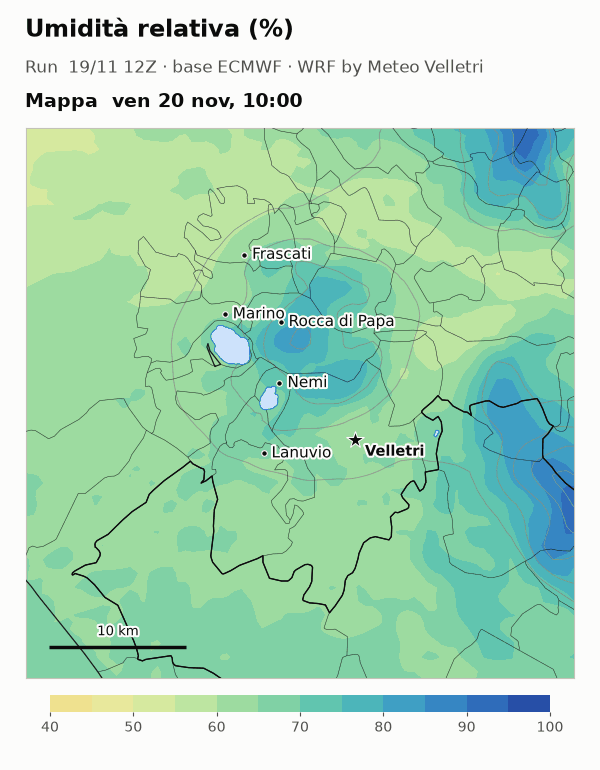 Umidità relativa (%)
Run  19/11 12Z · base ECMWF · WRF by Meteo Velletri
Mappa  ven 20 nov, 10:00
Frascati
Marino
Rocca di Papa
Nemi
Velletri
Lanuvio
10 km
40 50 60 70 80 90 100